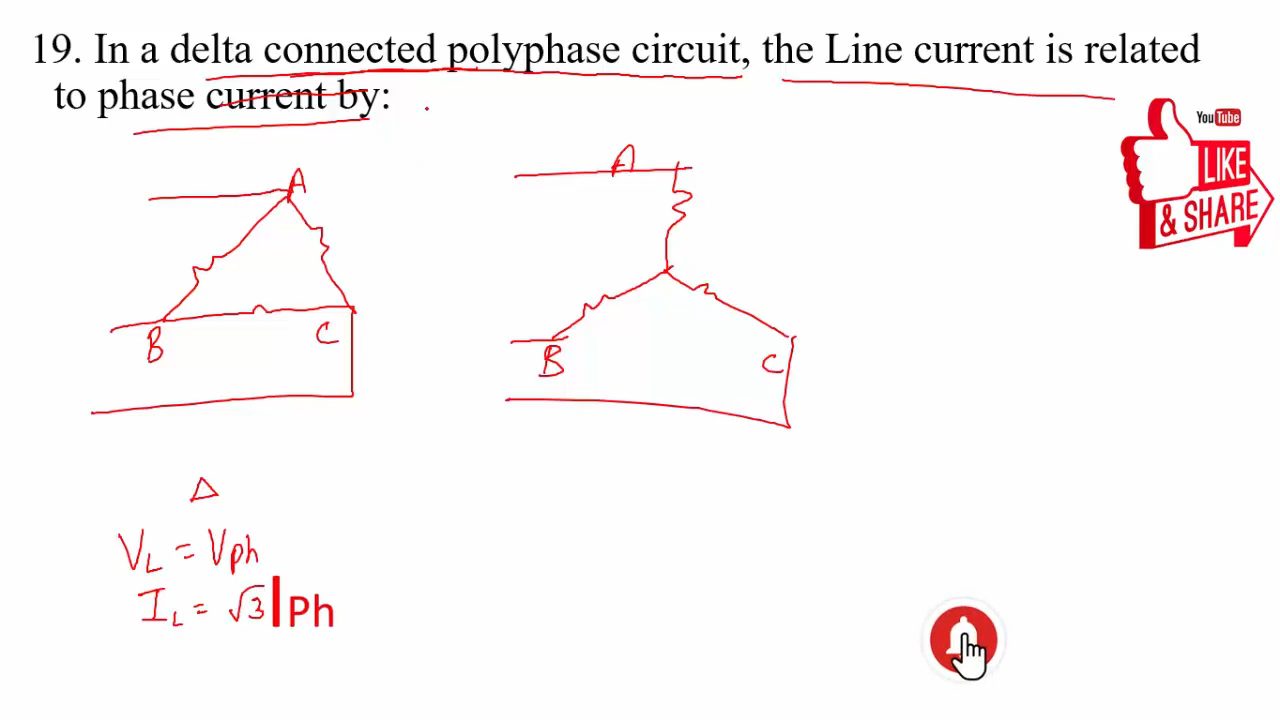 19. In a delta connected polyphase circuit, the Line current is related
to phase current by:
YouTube
LIKE
& SHARE
A
B
C
A
B
C
Δ
VL = Vph
IL = √3 IPh